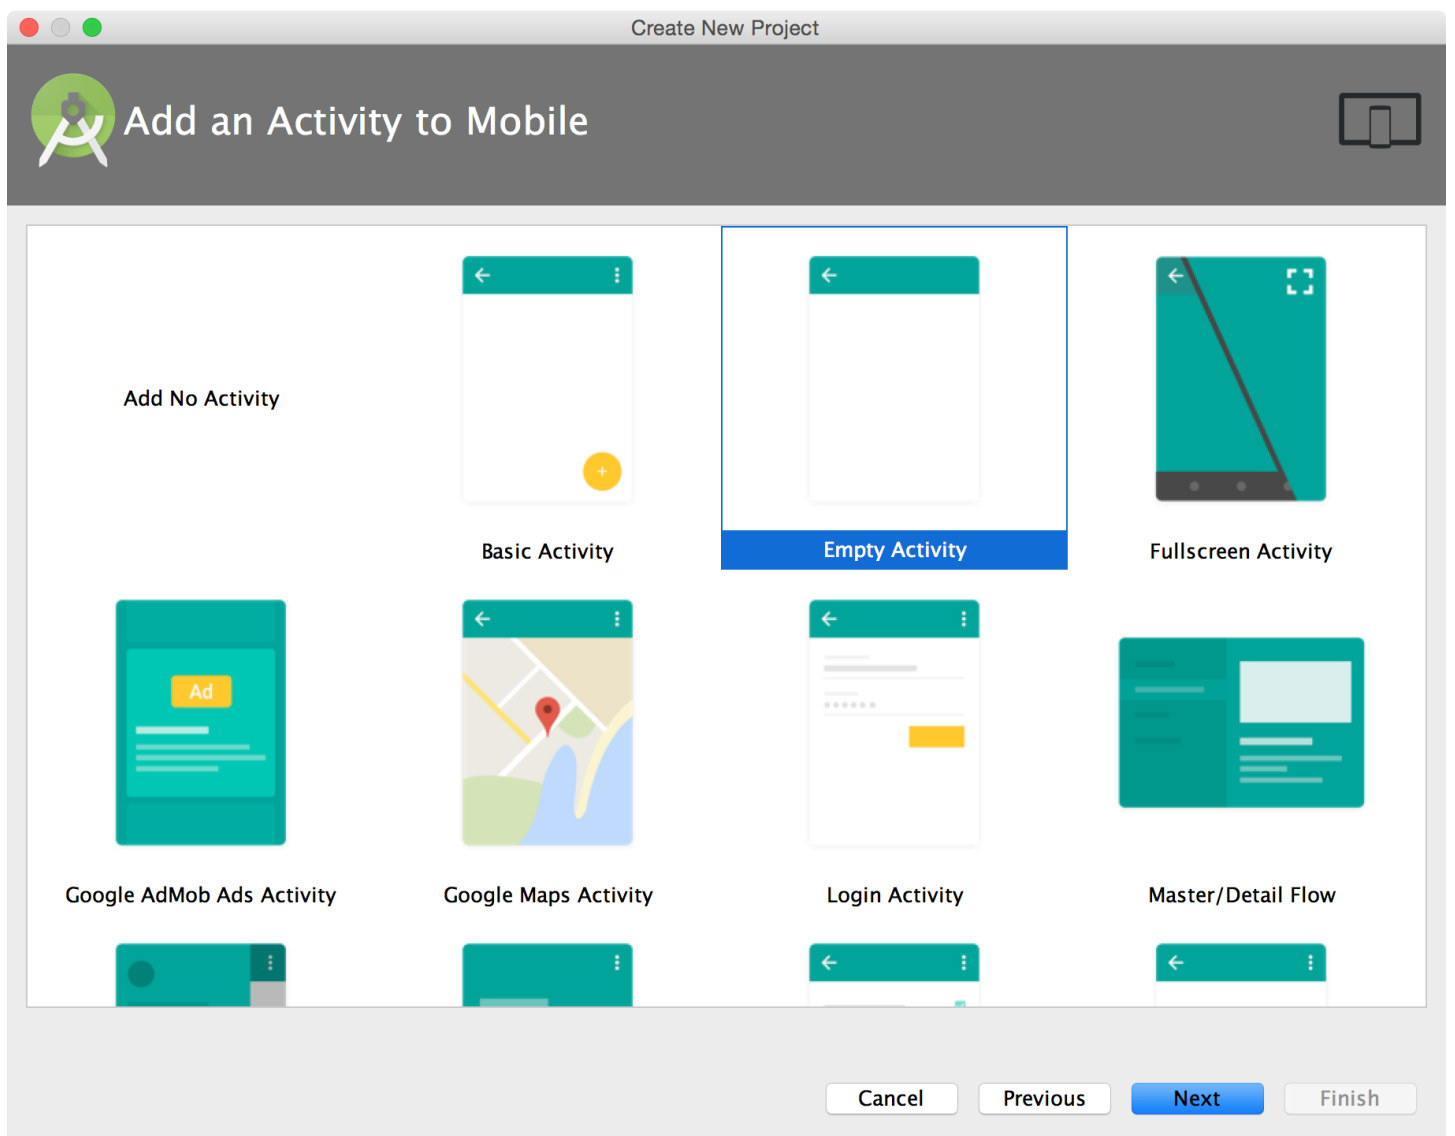 Create New Project
Add an Activity to Mobile
Add No Activity
Basic Activity
Empty Activity
Fullscreen Activity
Ad
Google AdMob Ads Activity
Google Maps Activity
Login Activity
Master/Detail Flow
Cancel
Previous
Next
Finish